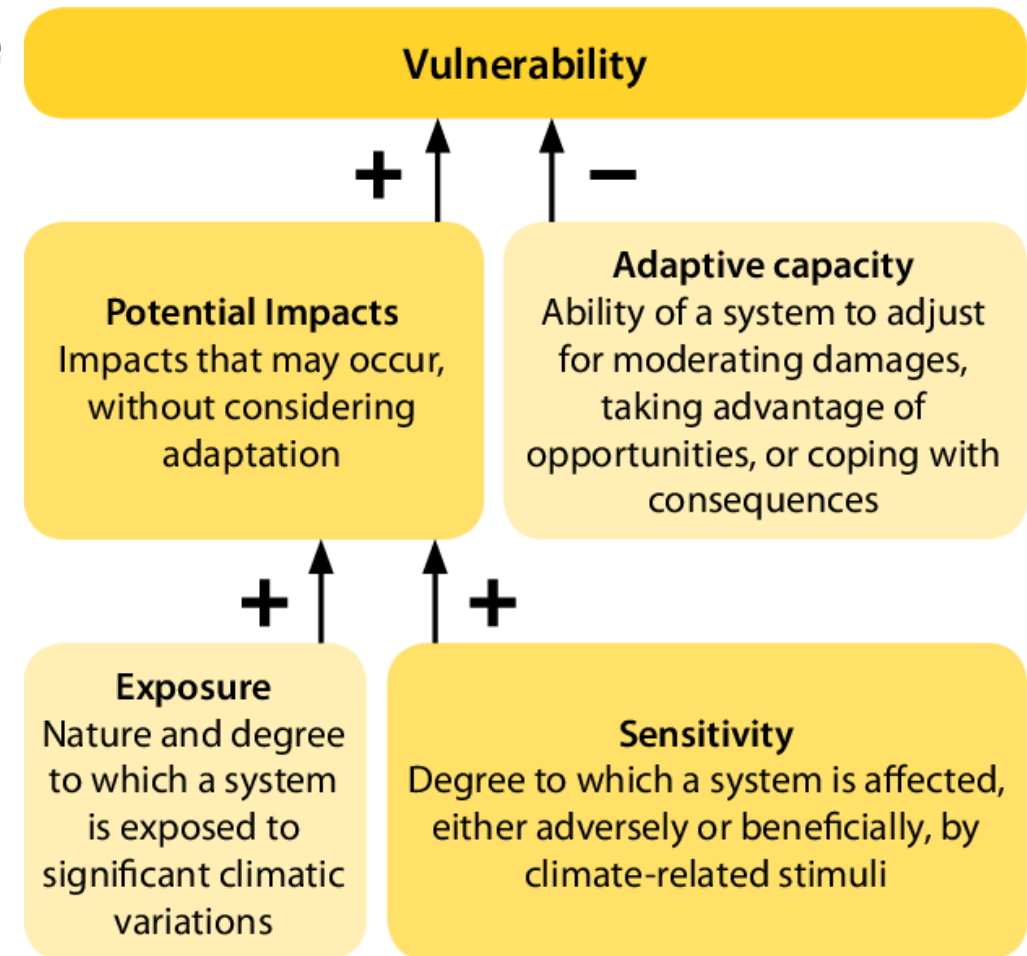 Vulnerability
+
−
Potential Impacts
Impacts that may occur,
without considering
adaptation
Adaptive capacity
Ability of a system to adjust
for moderating damages,
taking advantage of
opportunities, or coping with
consequences
+
+
Exposure
Nature and degree
to which a system
is exposed to
significant climatic
variations
Sensitivity
Degree to which a system is affected,
either adversely or beneficially, by
climate-related stimuli